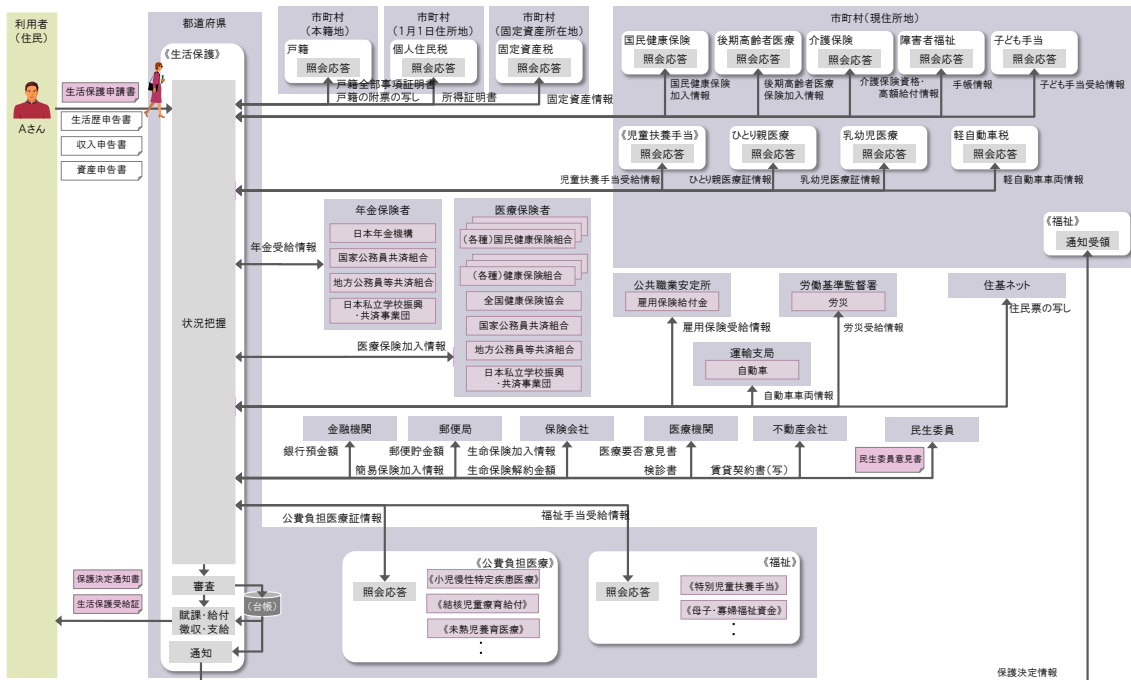 利用者
(住民)
Aさん
生活保護申請書
生活歴申告書
収入申告書
資産申告書
保護決定通知書
生活保護受給証
都道府県
《生活保護》
状況把握
審査
(台帳)
賦課・給付
徴収・支給
通知
市町村
(本籍地)
戸籍
照会応答
戸籍全部事項証明書
戸籍の附票の写し
市町村
(1月1日住所地)
個人住民税
照会応答
所得証明書
市町村
(固定資産所在地)
固定資産税
照会応答
固定資産情報
市町村(現住所地)
国民健康保険
照会応答
国民健康保険
加入情報
後期高齢者医療
照会応答
後期高齢者医療
保険加入情報
介護保険
照会応答
介護保険資格・
高額給付情報
障害者福祉
照会応答
手帳情報
子ども手当
照会応答
子ども手当受給情報
《児童扶養手当》
照会応答
児童扶養手当受給情報
ひとり親医療
照会応答
ひとり親医療証情報
乳幼児医療
照会応答
乳幼児医療証情報
軽自動車税
照会応答
軽自動車車両情報
《福祉》
通知受領
年金受給情報
年金保険者
日本年金機構
国家公務員共済組合
地方公務員等共済組合
日本私立学校振興
・共済事業団
医療保険加入情報
医療保険者
(各種)国民健康保険組合
(各種)健康保険組合
全国健康保険協会
国家公務員共済組合
地方公務員等共済組合
日本私立学校振興
・共済事業団
公共職業安定所
雇用保険給付金
雇用保険受給情報
労働基準監督署
労災
労災受給情報
住基ネット
住民票の写し
運輸支局
自動車
自動車車両情報
金融機関
銀行預金額
郵便局
郵便貯金額
簡易保険加入情報
保険会社
生命保険加入情報
生命保険解約金額
医療機関
医療要否意見書
検診書
不動産会社
賃貸契約書(写)
民生委員
民生委員意見書
公費負担医療証情報
福祉手当受給情報
《公費負担医療》
照会応答
《小児慢性特定疾患医療》
《結核児童療育給付》
《未熟児養育医療》
・
・
《福祉》
照会応答
《特別児童扶養手当》
《母子・寡婦福祉資金》
・
・
保護決定情報